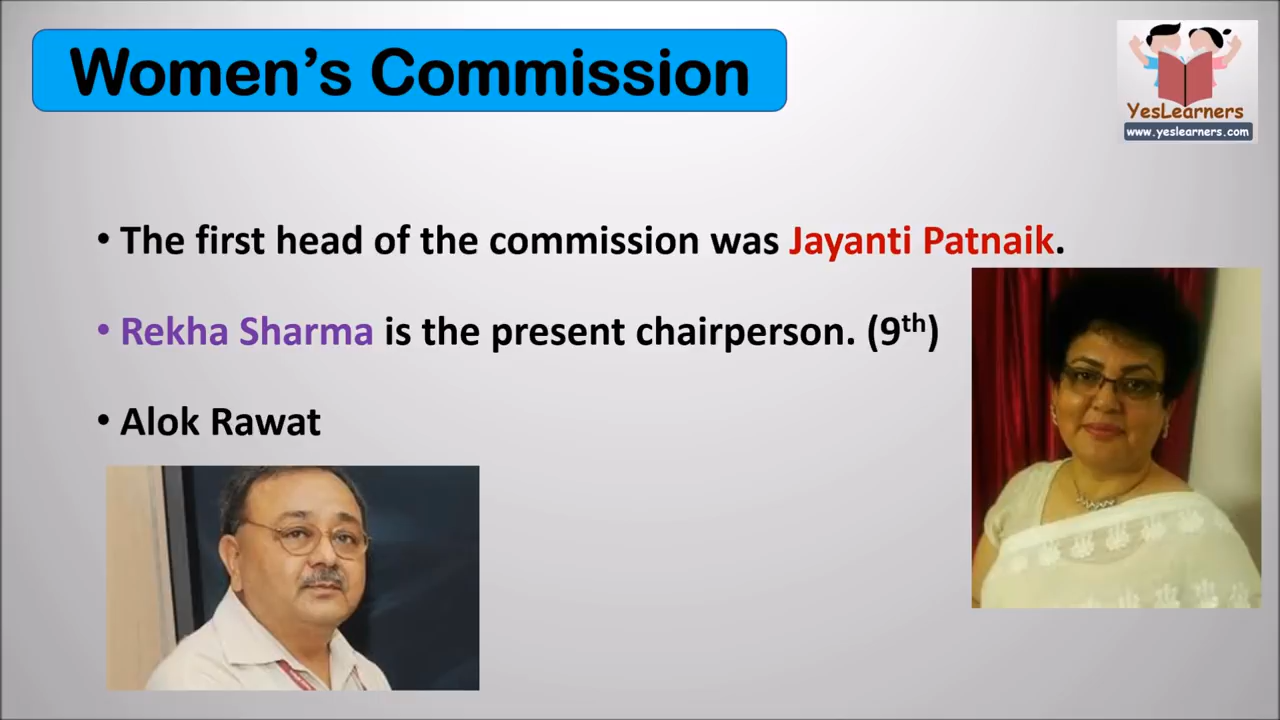 Women's Commission
YesLearners
www.yeslearners.com
• The first head of the commission was Jayanti Patnaik.
• Rekha Sharma is the present chairperson. (9th)
• Alok Rawat